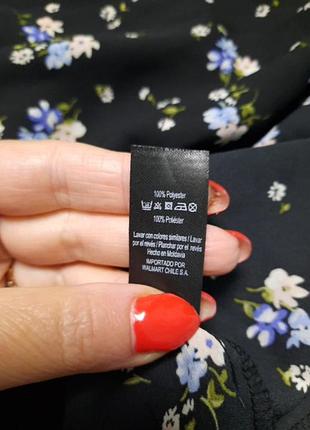 100% Polyester
100% Poliéster
Lavar con colores similares / Lavar
por el revés / Planchar por el revés
Hecho en Moldavia
IMPORTADO POR
WALMART CHILE S.A.